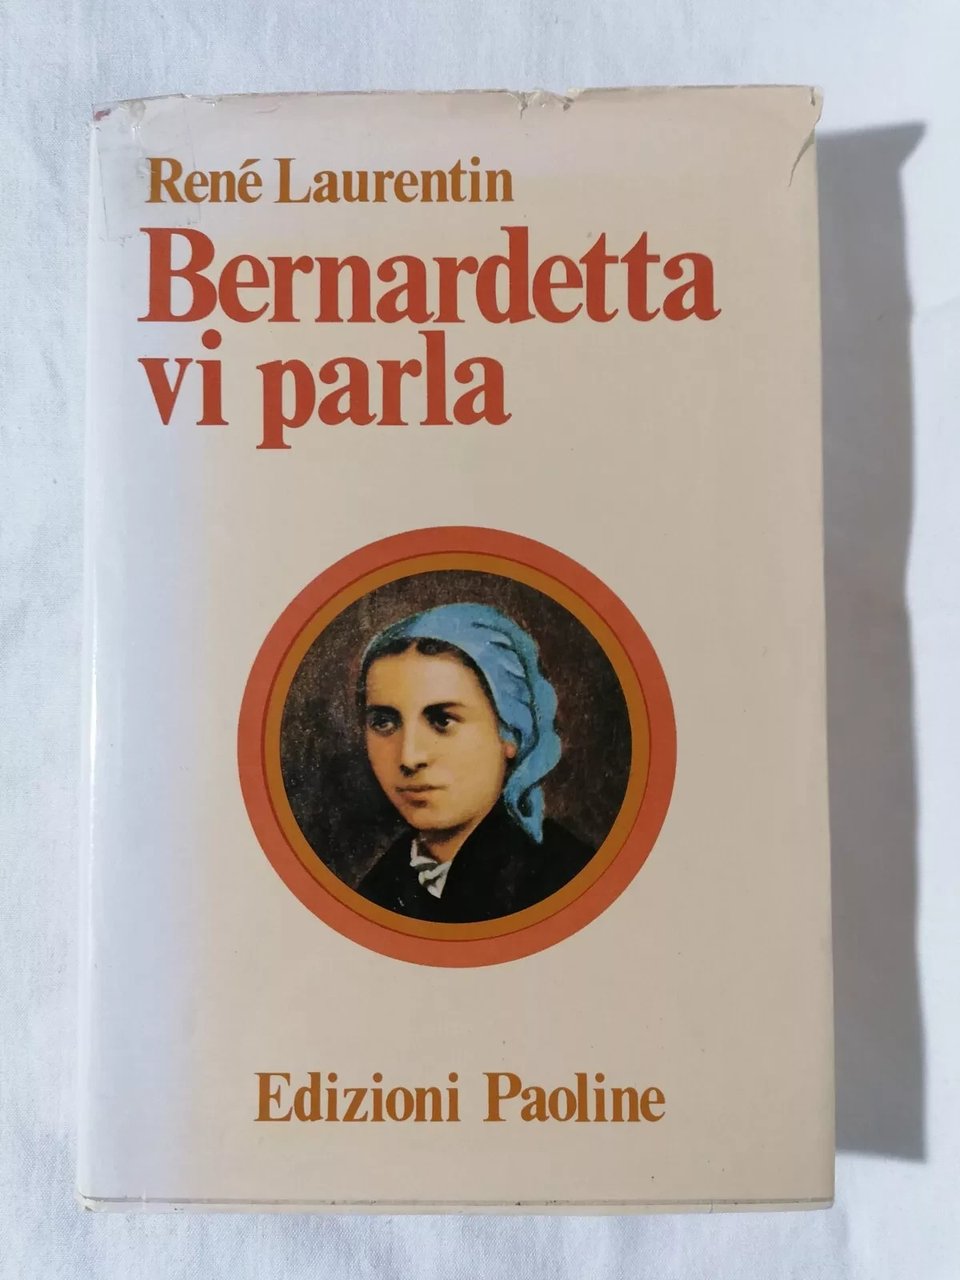 René Laurentin
Bernardetta
vi parla
Edizioni Paoline